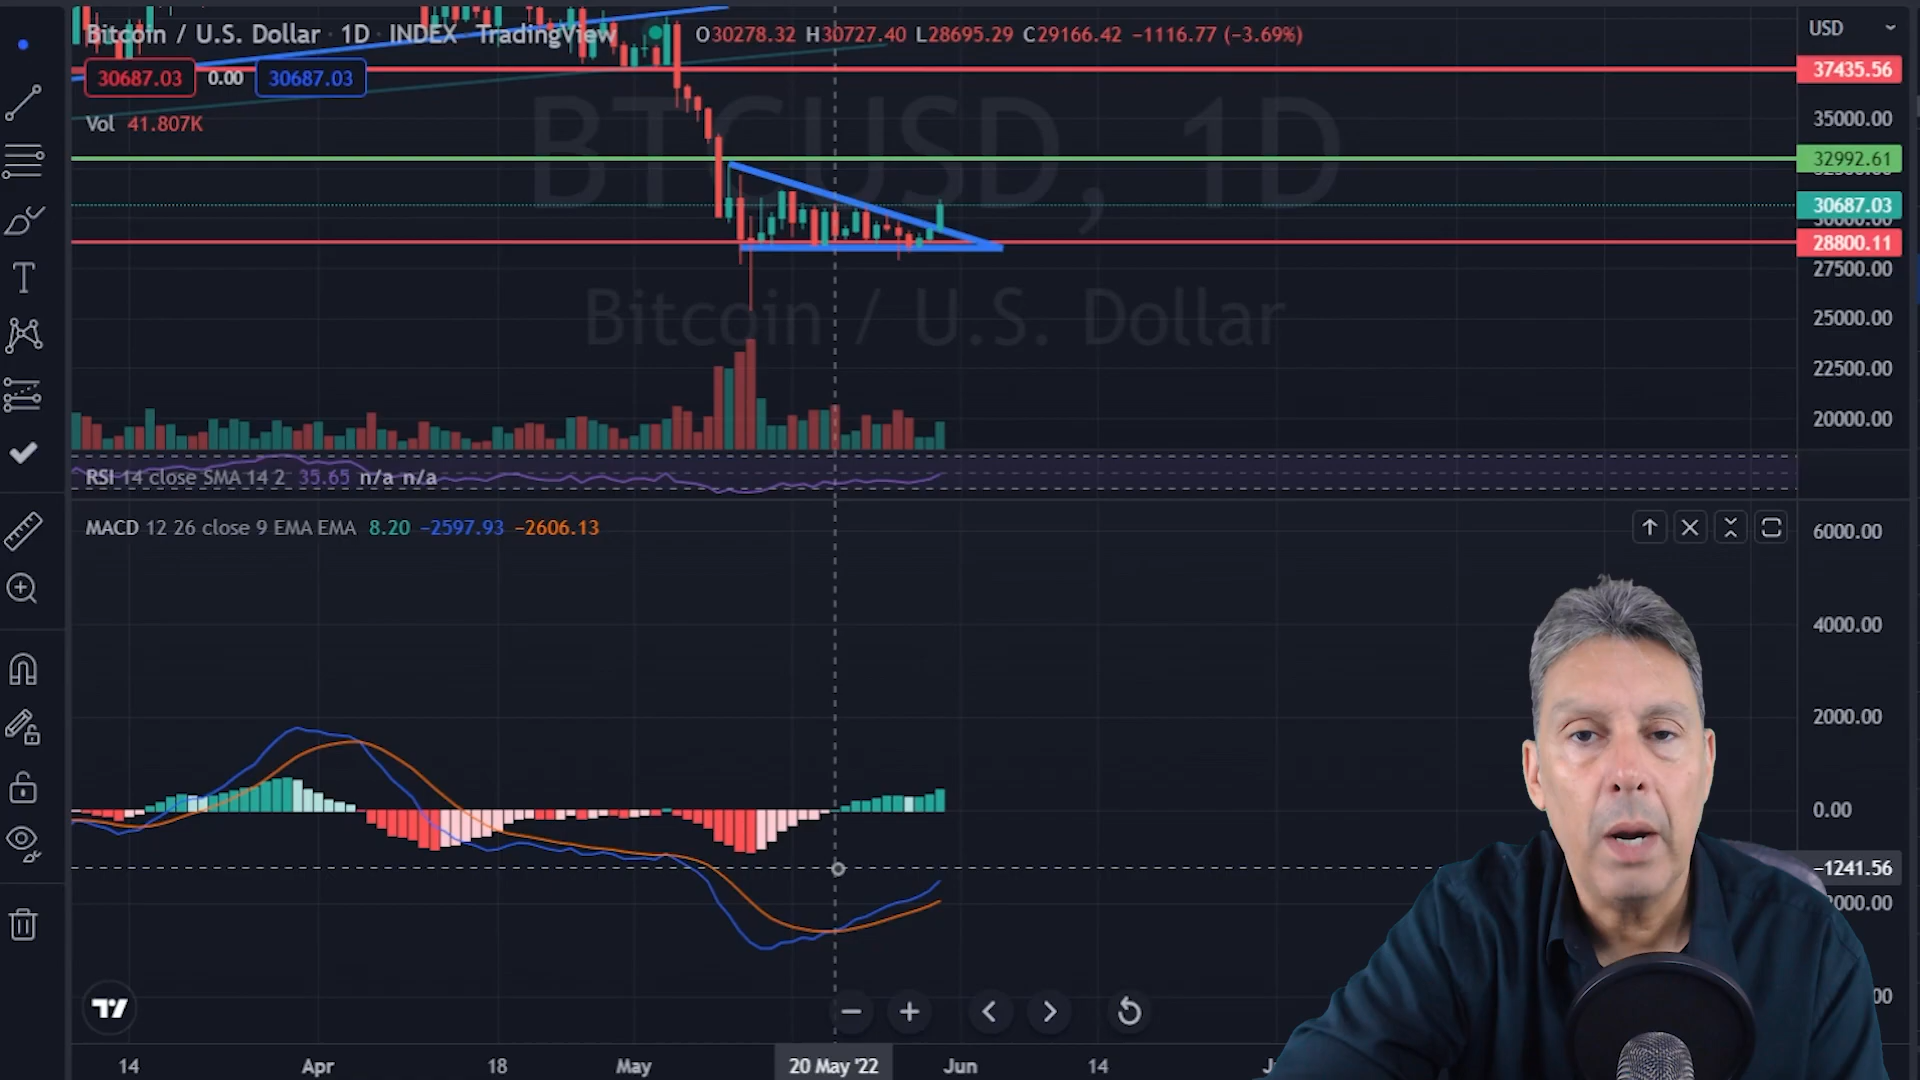 Bitcoin / U.S. Dollar · 1D · INDEX · TradingView O30278.32 H30727.40 L28695.29 C29166.42 −1116.77 (−3.69%)
USD
30687.03 0.00 30687.03
37435.56
Vol 41.807K
35000.00
BTCUSD, 1D
32992.61
30687.03
28800.11
27500.00
Bitcoin / U.S. Dollar
25000.00
22500.00
20000.00
RSI 14 close SMA 14 2 35.65 n/a n/a
MACD 12 26 close 9 EMA EMA 8.20 −2597.93 −2606.13
6000.00
4000.00
2000.00
0.00
−1241.56
14 Apr 18 May 20 May '22 Jun 14